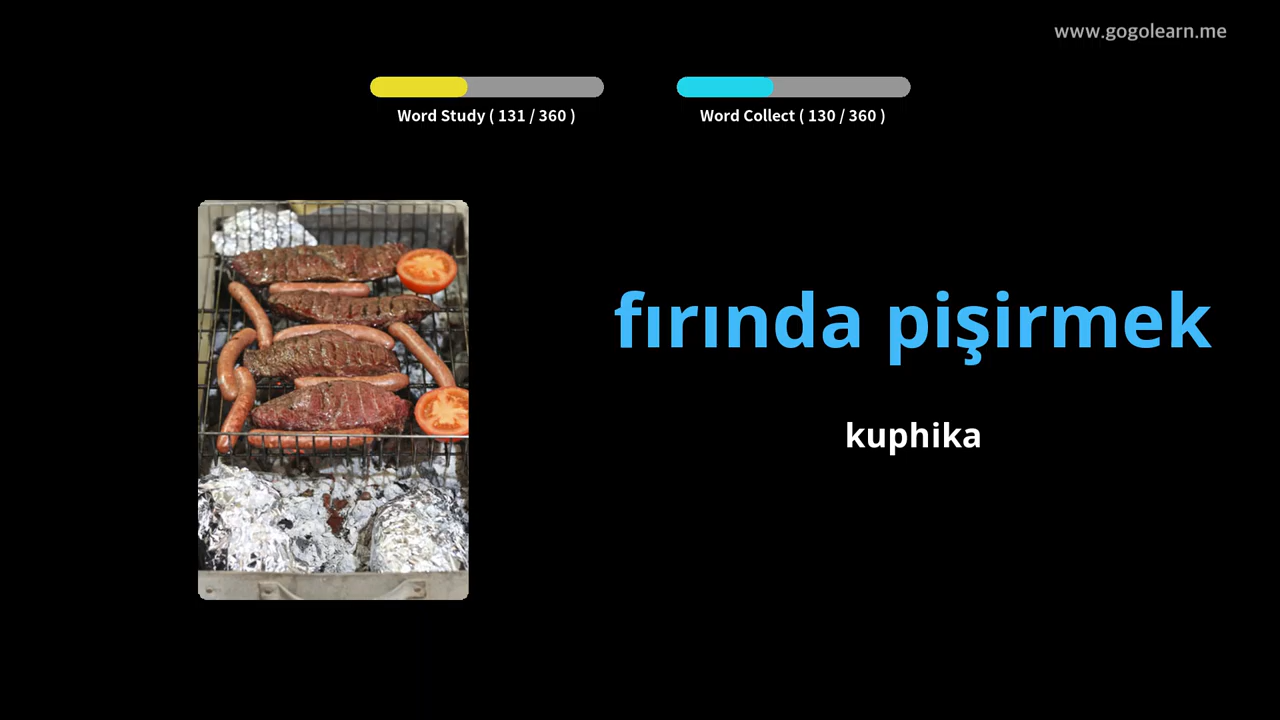 www.gogolearn.me
Word Study ( 131 / 360 )
Word Collect ( 130 / 360 )
fırında pişirmek
kuphika